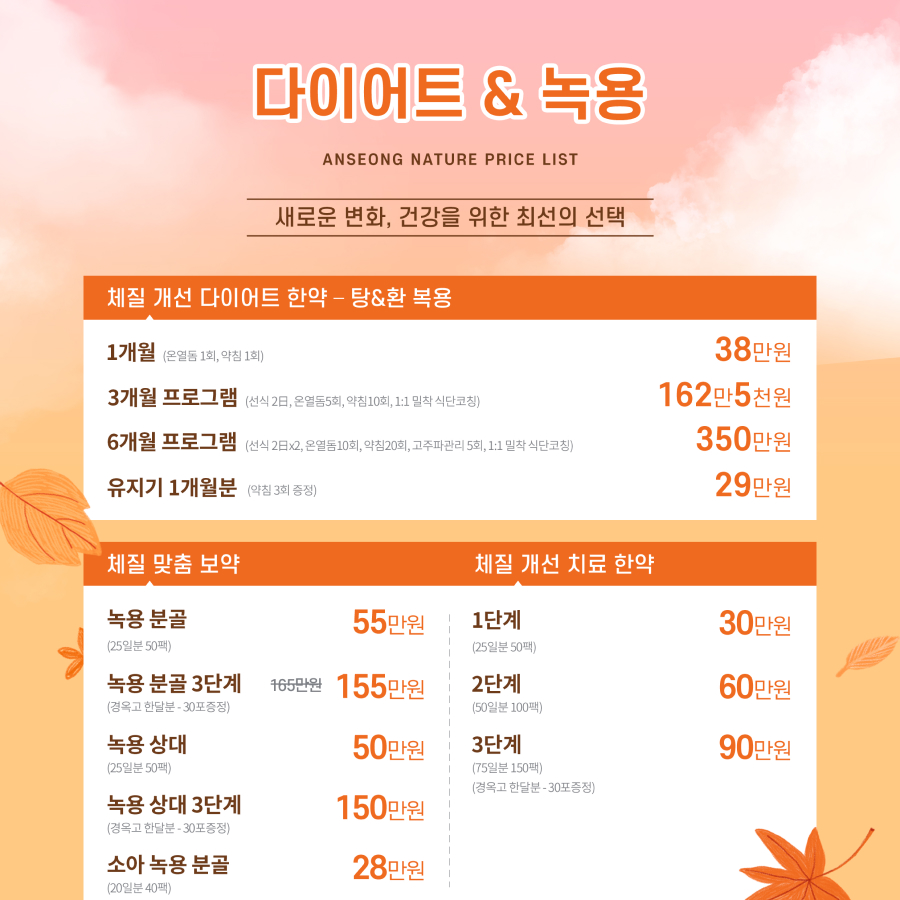 다이어트 & 녹용
ANSEONG NATURE PRICE LIST
새로운 변화, 건강을 위한 최선의 선택
체질 개선 다이어트 한약 – 탕&환 복용
1개월 (온열돔 1회, 약침 1회) 38만원
3개월 프로그램 (선식 2日, 온열돔5회, 약침10회, 1:1 밀착 식단코칭) 162만5천원
6개월 프로그램 (선식 2日x2, 온열돔10회, 약침20회, 고주파관리 5회, 1:1 밀착 식단코칭) 350만원
유지기 1개월분 (약침 3회 증정) 29만원
체질 맞춤 보약
녹용 분골 55만원
(25일분 50팩)
녹용 분골 3단계 165만원 155만원
(경옥고 한달분 - 30포증정)
녹용 상대 50만원
(25일분 50팩)
녹용 상대 3단계 150만원
(경옥고 한달분 - 30포증정)
소아 녹용 분골 28만원
(20일분 40팩)
체질 개선 치료 한약
1단계 30만원
(25일분 50팩)
2단계 60만원
(50일분 100팩)
3단계 90만원
(75일분 150팩)
(경옥고 한달분 - 30포증정)